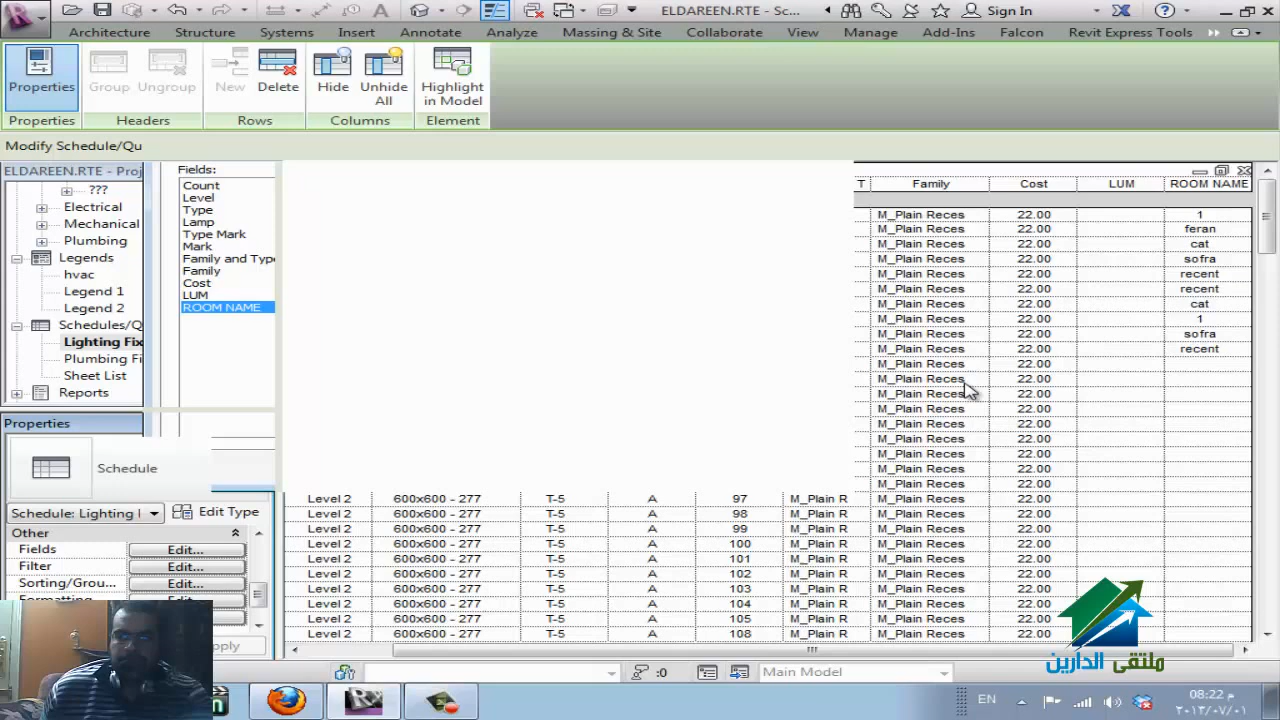 ELDAREEN.RTE - Sc...
Sign In
Architecture Structure Systems Insert Annotate Analyze Massing & Site Collaborate View Manage Add-Ins Falcon Revit Express Tools
Properties Group Ungroup New Delete Hide Unhide All Highlight in Model
Properties Headers Rows Columns Element
Modify Schedule/Qu
ELDAREEN.RTE - Proj
???
Electrical
Mechanical
Plumbing
Legends
hvac
Legend 1
Legend 2
Schedules/Q
Lighting Fix
Plumbing Fi
Sheet List
Reports
Fields:
Count
Level
Type
Lamp
Type Mark
Mark
Family and Type
Family
Cost
LUM
ROOM NAME
Properties
Schedule
Schedule: Lighting Edit Type
Other
Fields Edit...
Filter Edit...
Sorting/Grou... Edit...
T Family Cost LUM ROOM NAME
M_Plain Reces 22.00 1
M_Plain Reces 22.00 feran
M_Plain Reces 22.00 cat
M_Plain Reces 22.00 sofra
M_Plain Reces 22.00 recent
M_Plain Reces 22.00 recent
M_Plain Reces 22.00 cat
M_Plain Reces 22.00 1
M_Plain Reces 22.00 sofra
M_Plain Reces 22.00 recent
M_Plain Reces 22.00
M_Plain Reces 22.00
M_Plain Reces 22.00
M_Plain Reces 22.00
M_Plain Reces 22.00
M_Plain Reces 22.00
M_Plain Reces 22.00
M_Plain Reces 22.00
M_Plain Reces 22.00
Level 2 600x600 - 277 T-5 A 97 M_Plain R M_Plain Reces 22.00
Level 2 600x600 - 277 T-5 A 98 M_Plain R M_Plain Reces 22.00
Level 2 600x600 - 277 T-5 A 99 M_Plain R M_Plain Reces 22.00
Level 2 600x600 - 277 T-5 A 100 M_Plain R M_Plain Reces 22.00
Level 2 600x600 - 277 T-5 A 101 M_Plain R M_Plain Reces 22.00
Level 2 600x600 - 277 T-5 A 102 M_Plain R M_Plain Reces 22.00
Level 2 600x600 - 277 T-5 A 103 M_Plain R M_Plain Reces 22.00
Level 2 600x600 - 277 T-5 A 104 M_Plain R M_Plain Reces 22.00
Level 2 600x600 - 277 T-5 A 105 M_Plain R M_Plain Reces 22.00
Level 2 600x600 - 277 T-5 A 108 M_Plain R M_Plain Reces 22.00
ملتقى الدارين
:0 Main Model
EN
08:22 م
٢٠١٣/٠٧/٠١